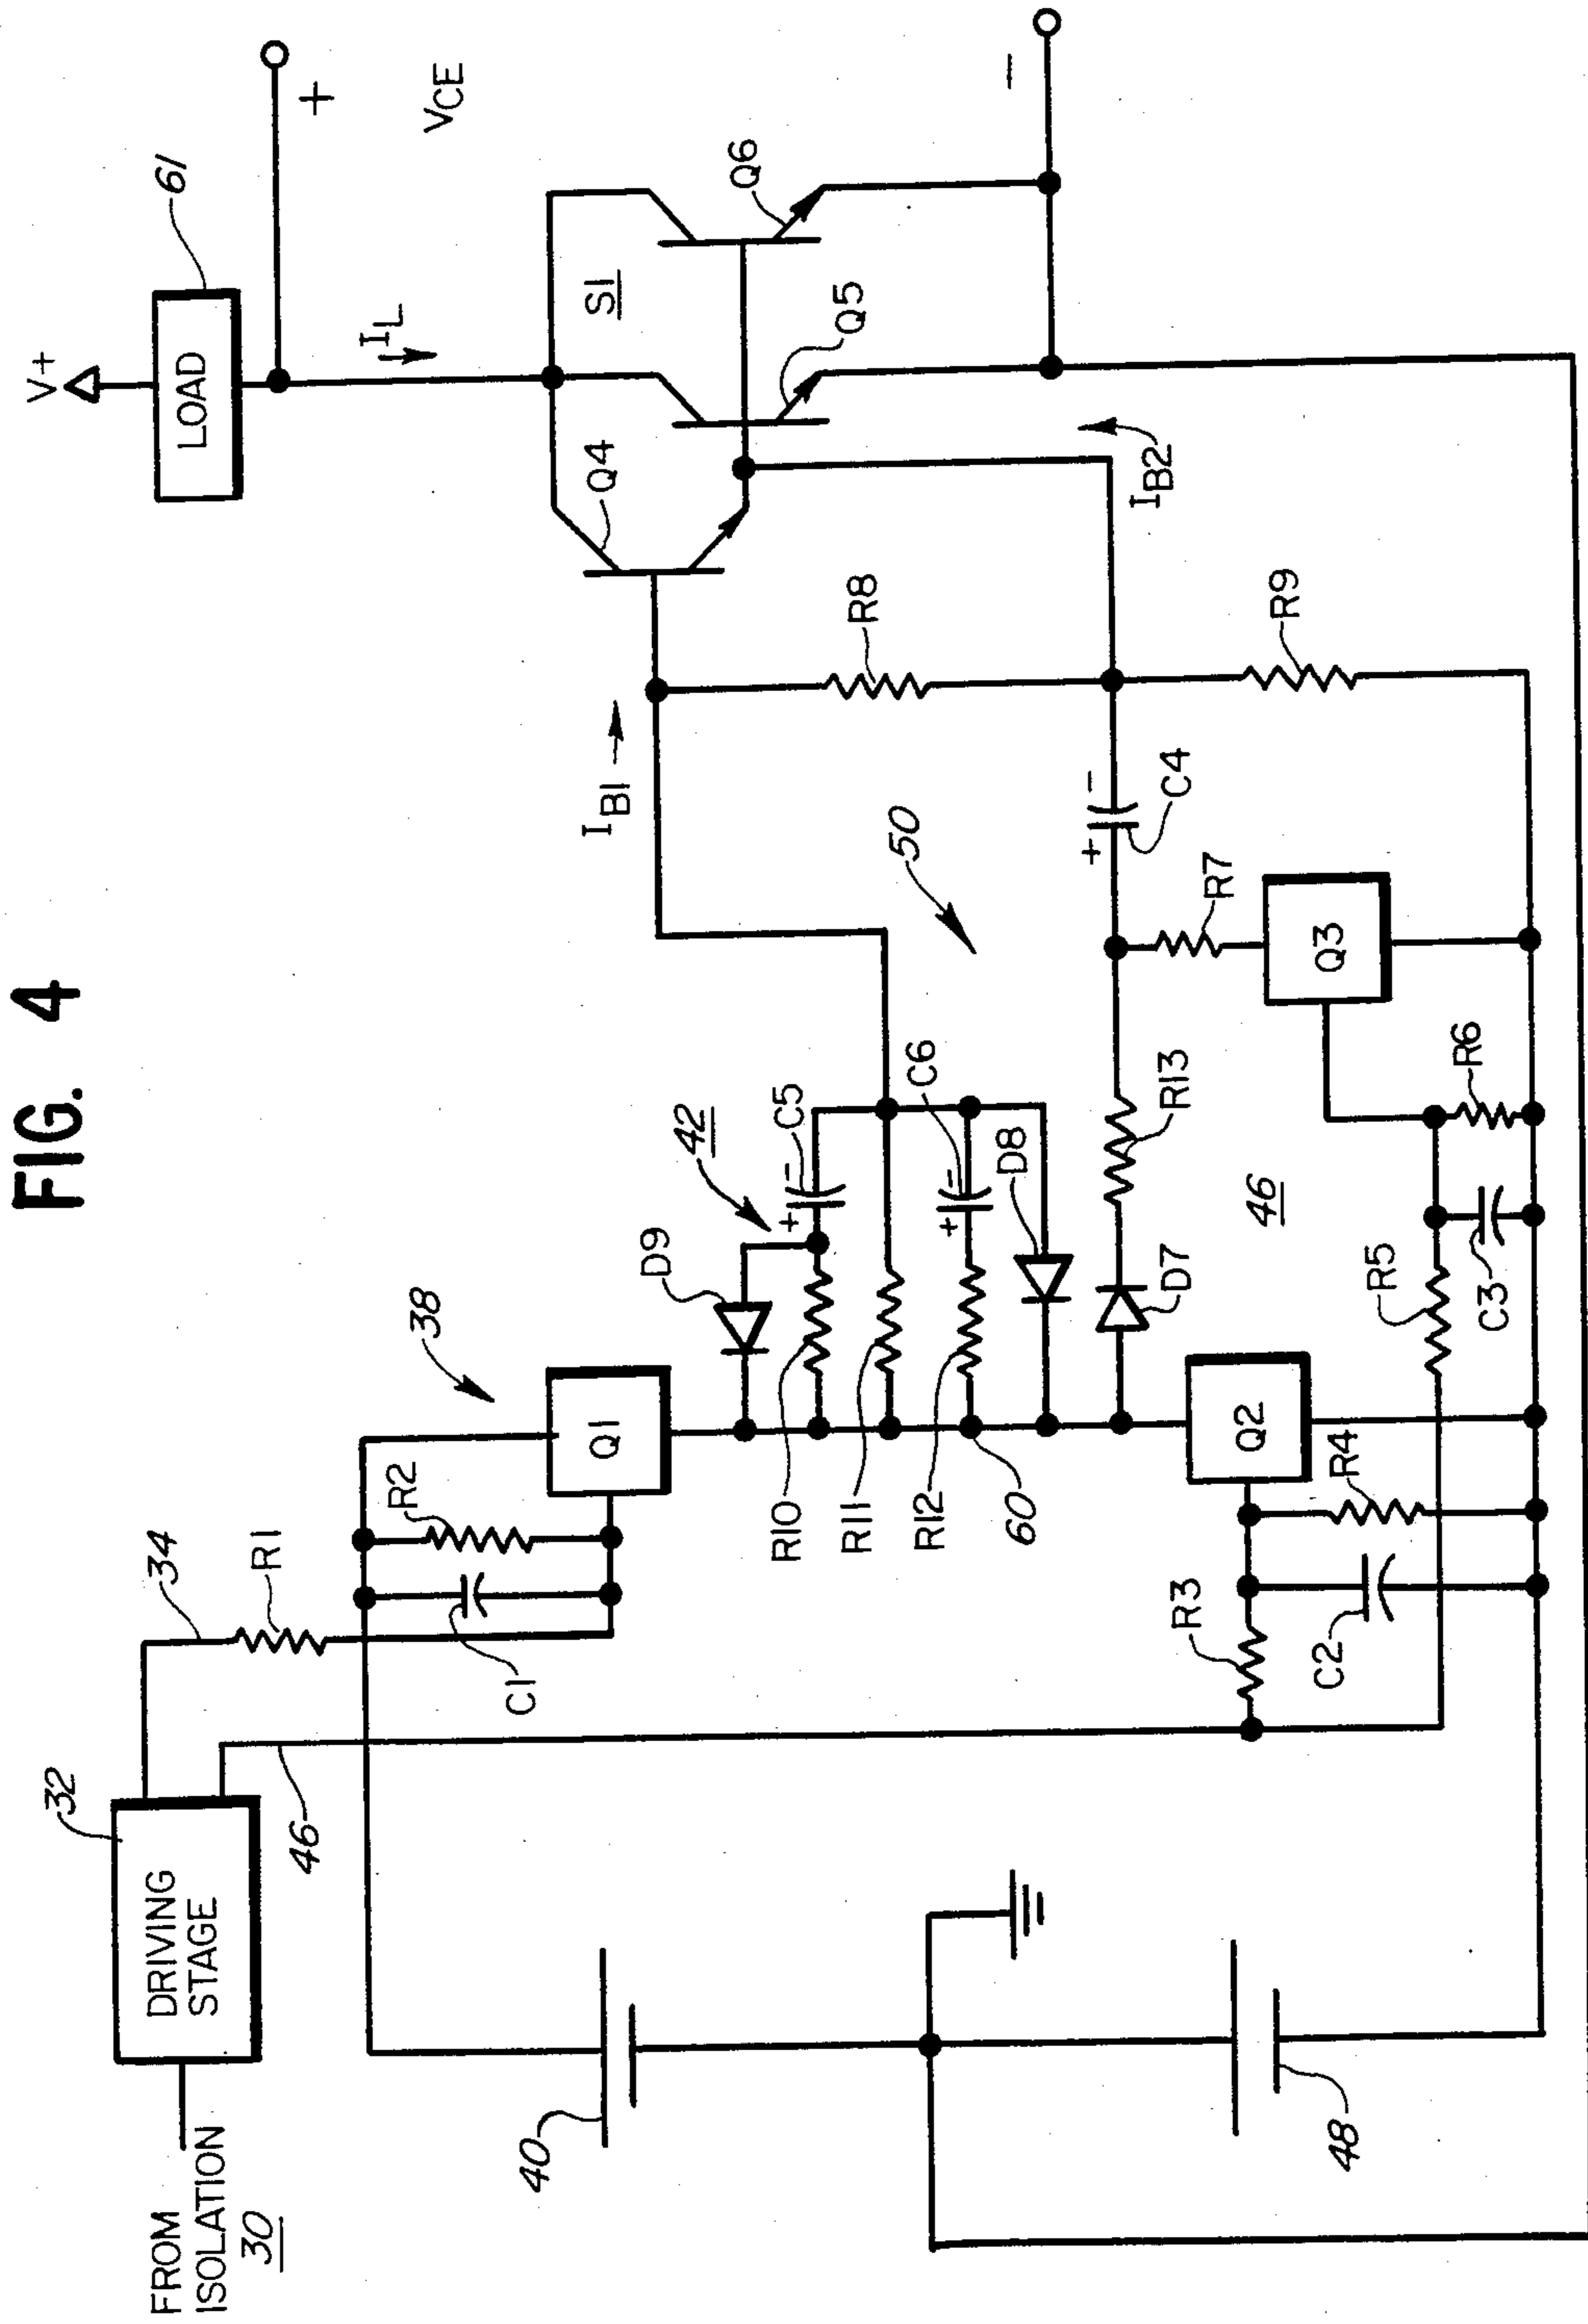 FIG. 4
FROM
ISOLATION
30
DRIVING
STAGE
32
34
R1
46
C1
R2
38
Q1
40
48
D9
42
C5
+
–
R10
R11
R12
C6
+
–
D8
60
D7
R13
46
R3
C2
R4
Q2
R5
C3
R6
Q3
R7
50
C4
+
–
IB1
R8
R9
IB2
Q4
Q5
Q6
S1
IL
V+
LOAD
61
+
VCE
–